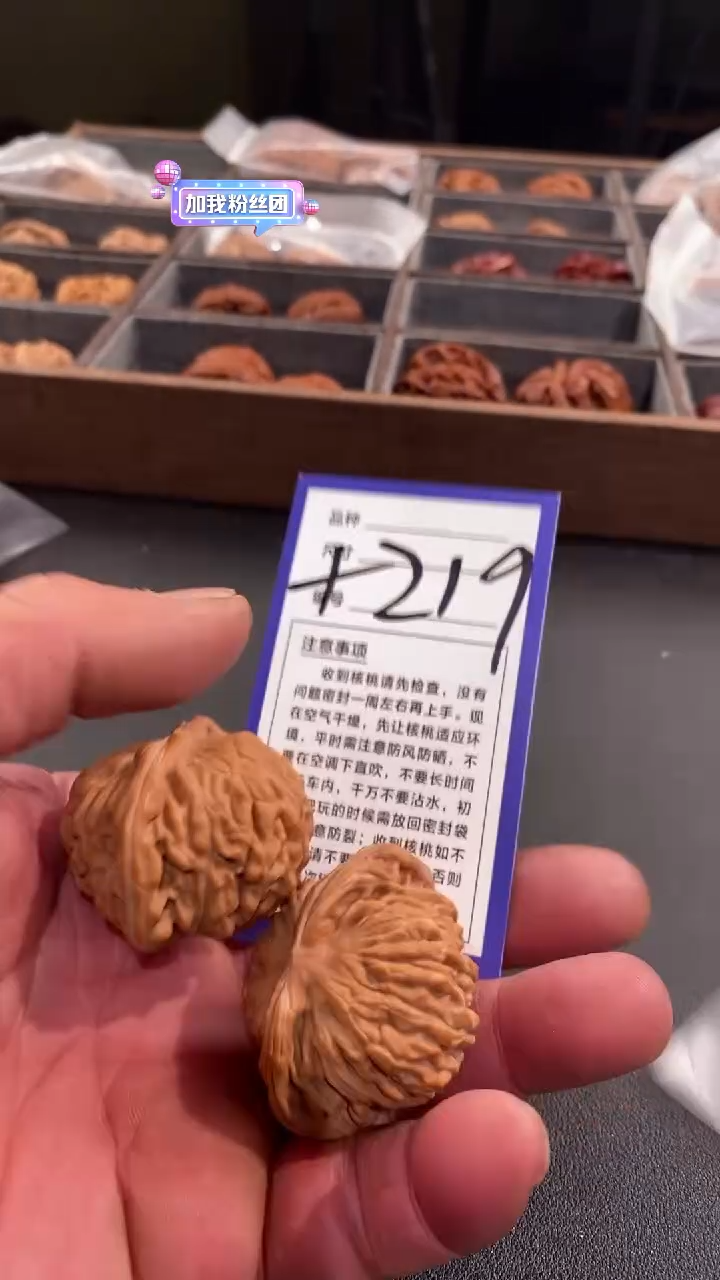 加我粉丝团
品种
尺寸
+219
编号
注意事项
收到核桃请先检查，没有
问题密封一周左右再上手。现
在空气干燥，先让核桃适应环
境，平时需注意防风防晒，不
要在空调下直吹，不要长时间
车内，千万不要沾水，初
把玩的时候需放回密封袋
意防裂；收到核桃如不
请不要
否则